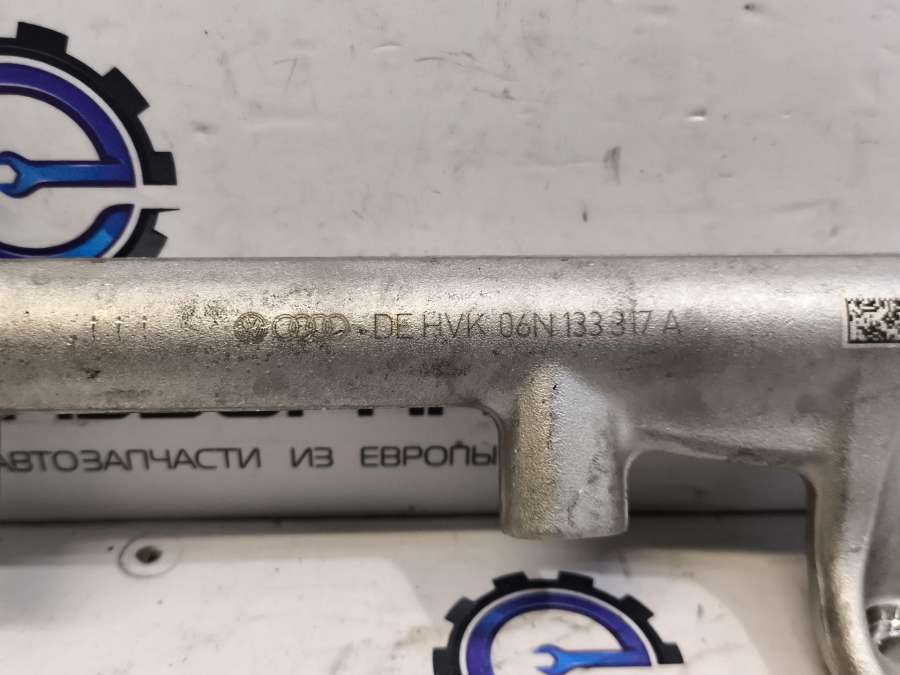 DE HVK 06N 133 317 A
АВТОЗАПЧАСТИ ИЗ ЕВРОПЫ